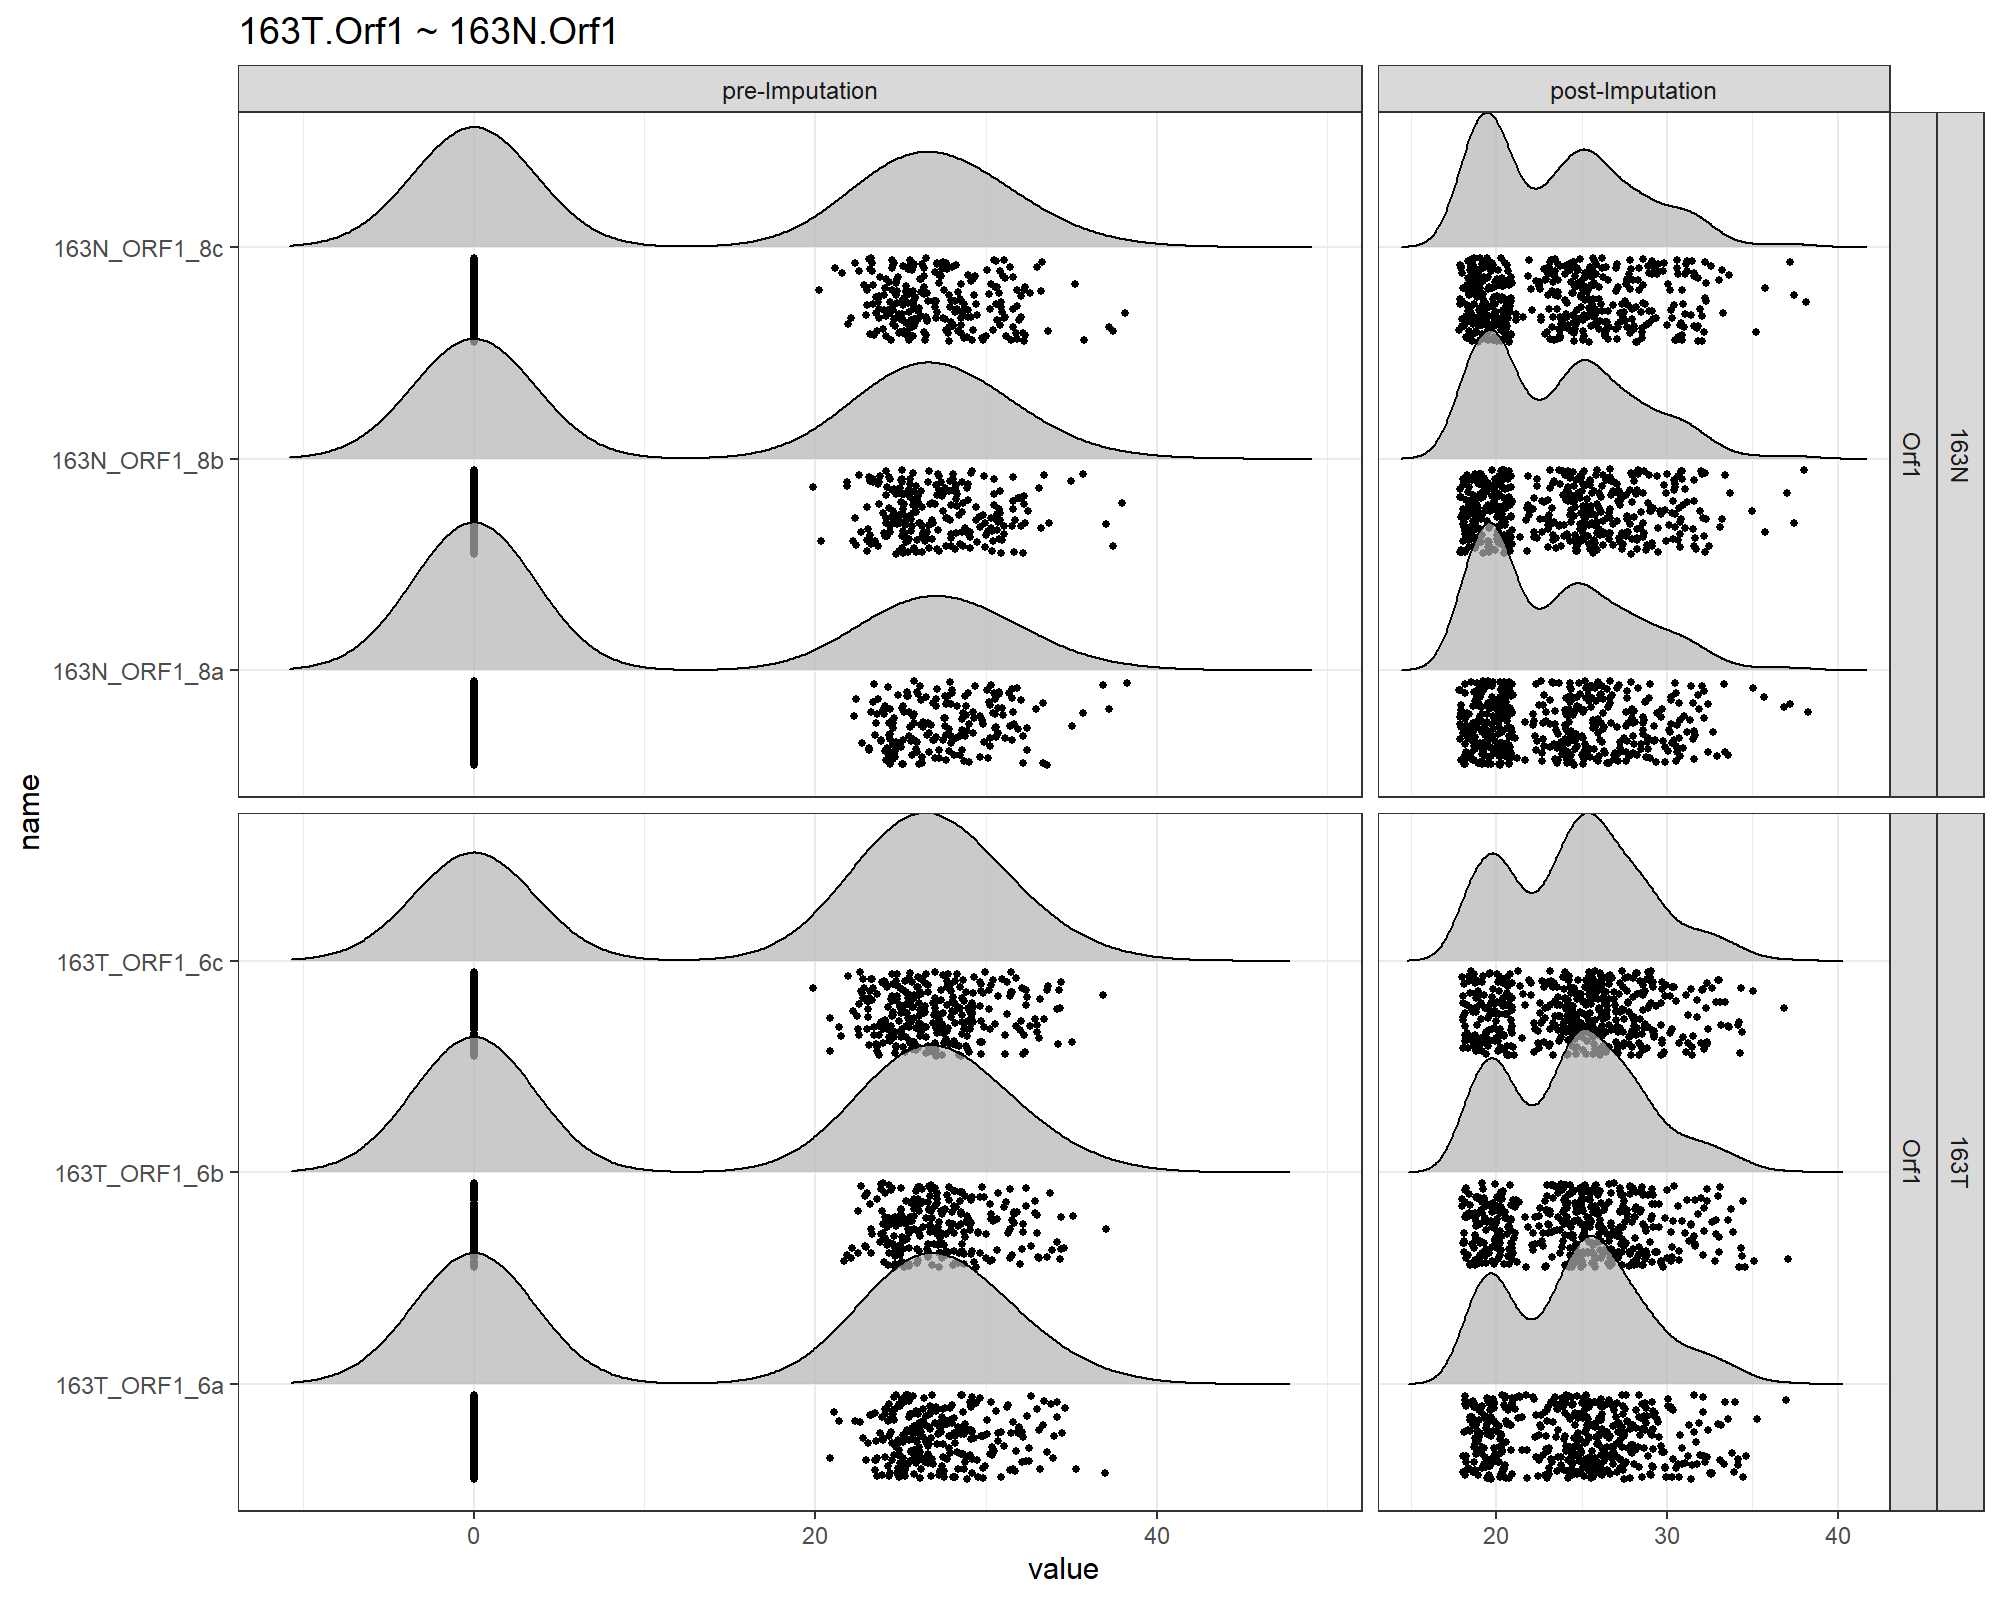 163T.Orf1 ~ 163N.Orf1
pre-Imputation
post-Imputation
163N_ORF1_8c
163N_ORF1_8b
163N_ORF1_8a
Orf1
163N
name
163T_ORF1_6c
163T_ORF1_6b
163T_ORF1_6a
Orf1
163T
0
20
40
20
30
40
value